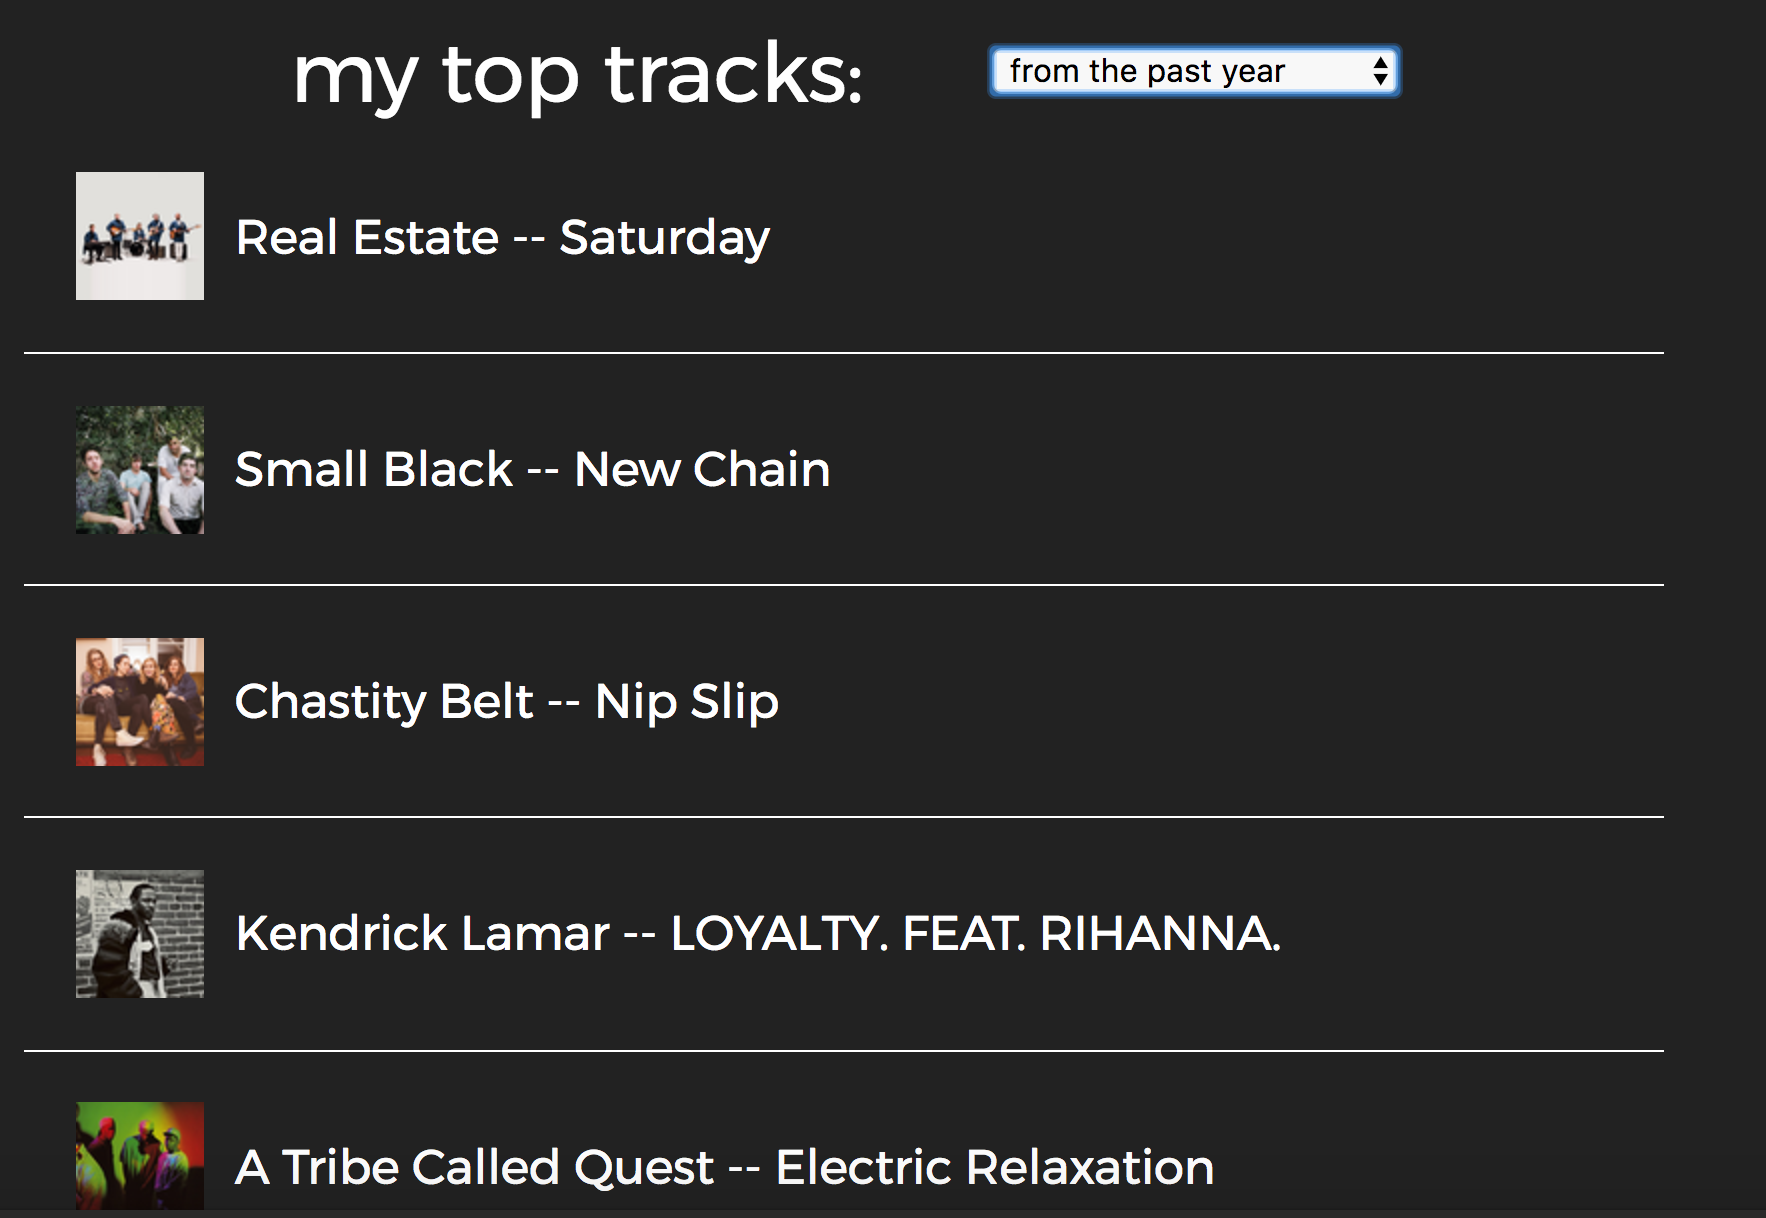 my top tracks:
from the past year
Real Estate -- Saturday
Small Black -- New Chain
Chastity Belt -- Nip Slip
Kendrick Lamar -- LOYALTY. FEAT. RIHANNA.
A Tribe Called Quest -- Electric Relaxation